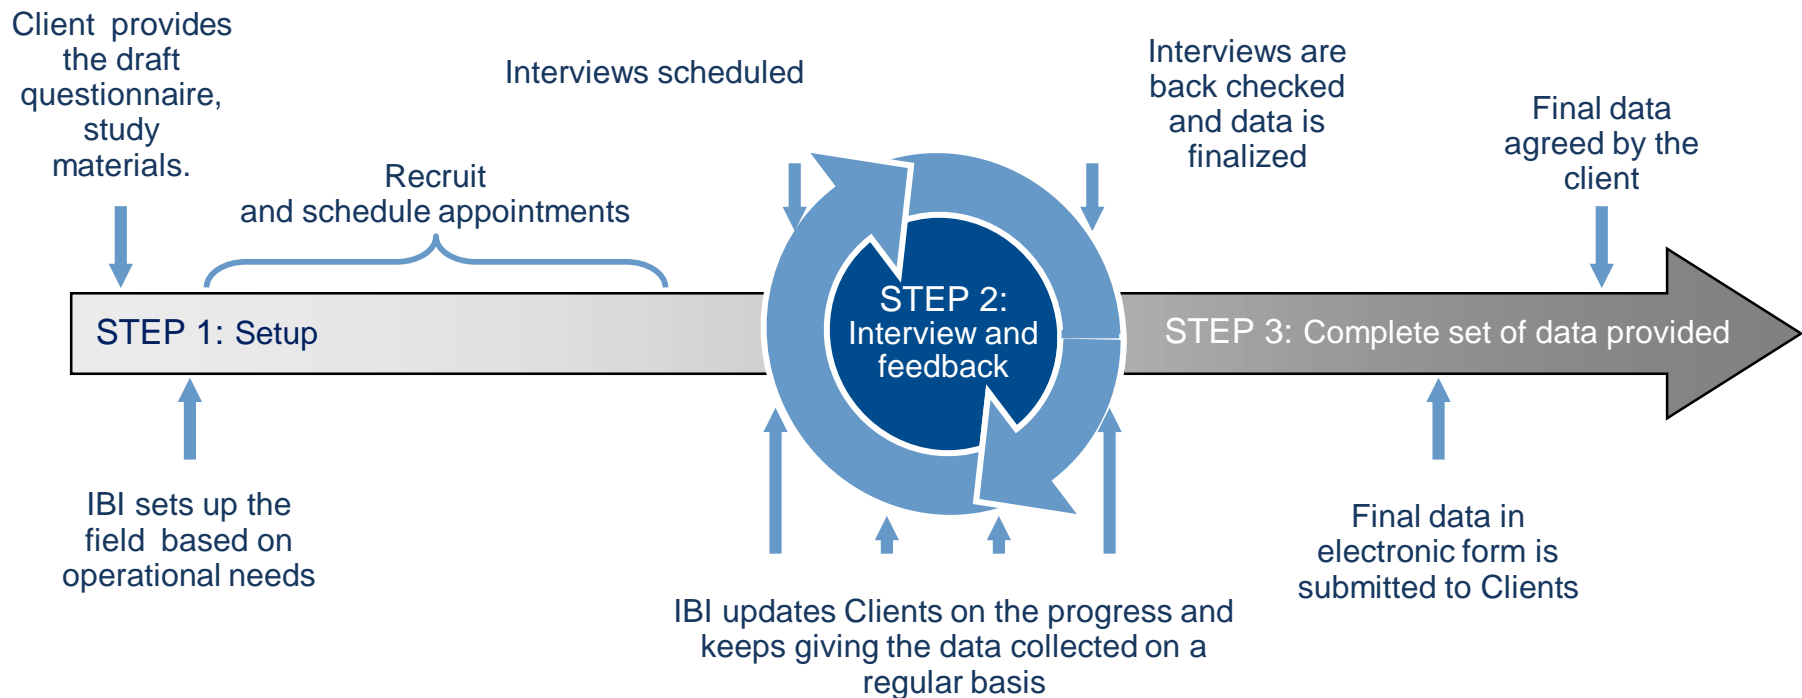 Client provides
the draft
questionnaire,
study
materials.
Recruit
and schedule appointments
Interviews scheduled
Interviews are
back checked
and data is
finalized
Final data
agreed by the
client
STEP 1: Setup
STEP 2:
Interview and
feedback
STEP 3: Complete set of data provided
IBI sets up the
field based on
operational needs
IBI updates Clients on the progress and
keeps giving the data collected on a
regular basis
Final data in
electronic form is
submitted to Clients